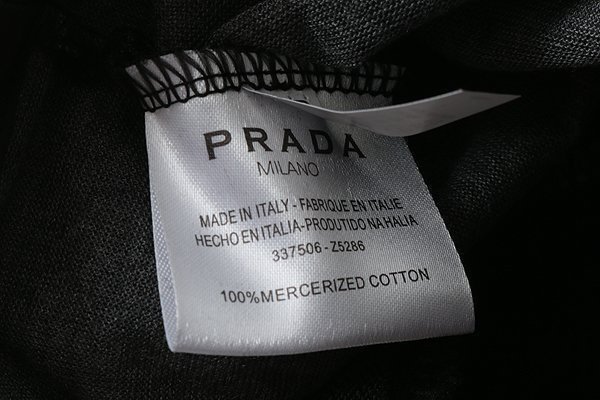 PRADA
MILANO
MADE IN ITALY - FABRIQUE EN ITALIE
HECHO EN ITALIA-PRODUTIDO NA HALIA
337506 - Z5286
100%MERCERIZED COTTON